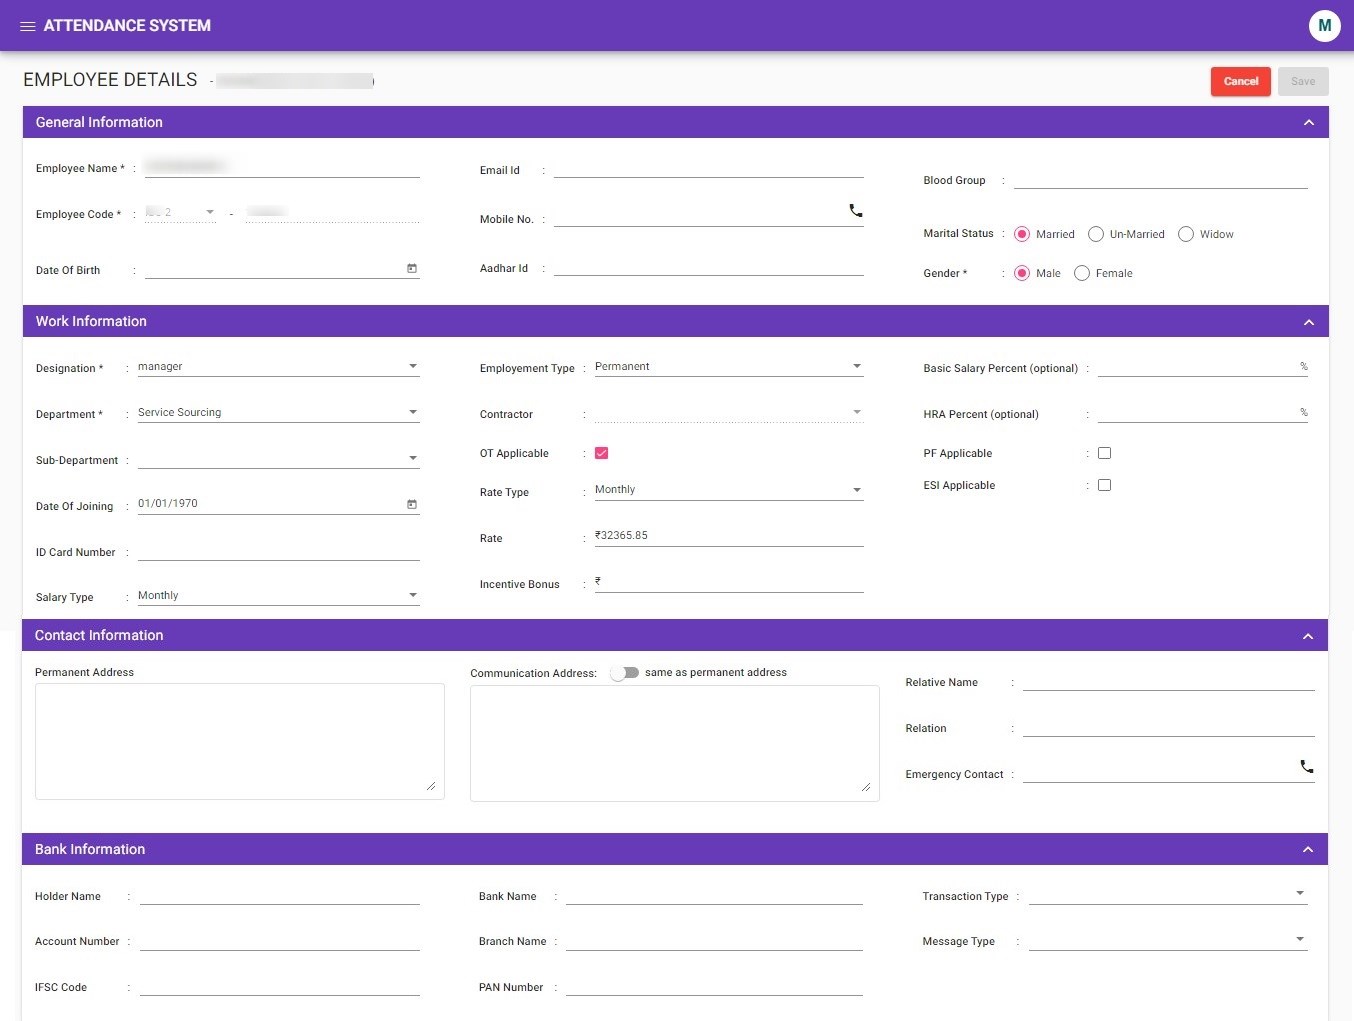 ATTENDANCE SYSTEM
M
EMPLOYEE DETAILS -
Cancel
Save
General Information
Employee Name * :
Email Id :
Blood Group :
Employee Code * : -
Mobile No. :
Marital Status : Married Un-Married Widow
Date Of Birth :
Aadhar Id :
Gender * : Male Female
Work Information
Designation * : manager
Employement Type : Permanent
Basic Salary Percent (optional) : %
Department * : Service Sourcing
Contractor :
HRA Percent (optional) : %
Sub-Department :
OT Applicable :
PF Applicable :
Date Of Joining : 01/01/1970
Rate Type : Monthly
ESI Applicable :
ID Card Number :
Rate : ₹32365.85
Salary Type : Monthly
Incentive Bonus : ₹
Contact Information
Permanent Address
Communication Address: same as permanent address
Relative Name :
Relation :
Emergency Contact :
Bank Information
Holder Name :
Bank Name :
Transaction Type :
Account Number :
Branch Name :
Message Type :
IFSC Code :
PAN Number :